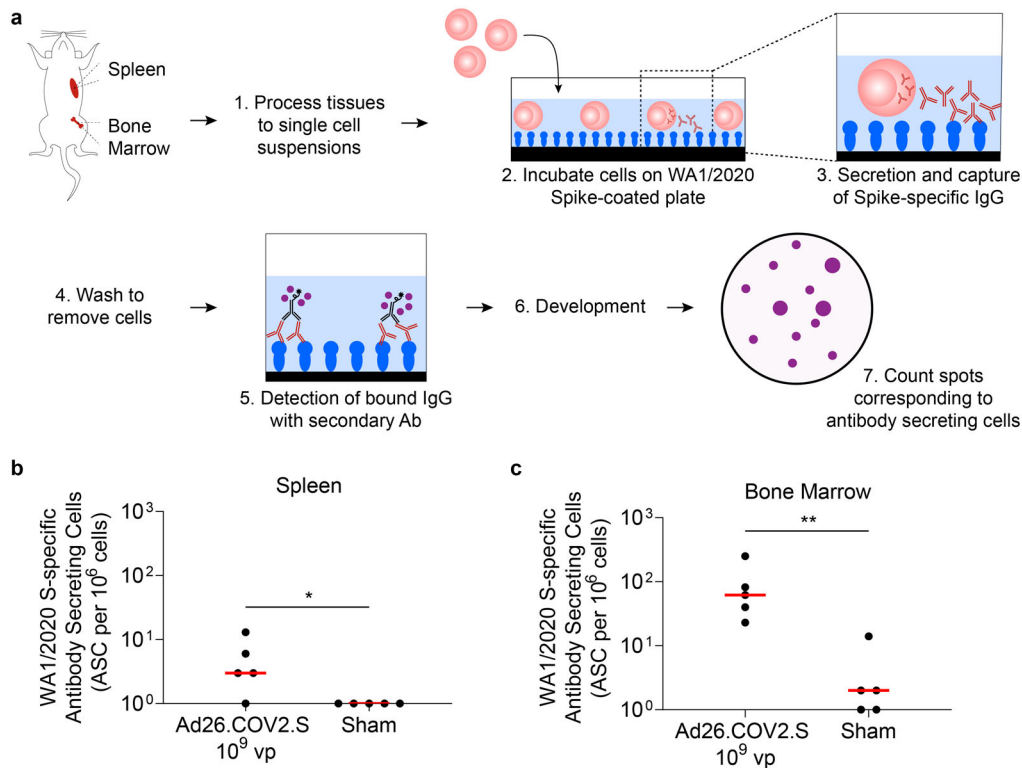 a
Spleen
Bone
Marrow
1. Process tissues
to single cell
suspensions
2. Incubate cells on WA1/2020
Spike-coated plate
3. Secretion and capture
of Spike-specific IgG
4. Wash to
remove cells
5. Detection of bound IgG
with secondary Ab
6. Development
7. Count spots
corresponding to
antibody secreting cells
b
Spleen
WA1/2020 S-specific
Antibody Secreting Cells
(ASC per 10⁶ cells)
10³
10²
10¹
10⁰
*
Ad26.COV2.S
10⁹ vp
Sham
c
Bone Marrow
WA1/2020 S-specific
Antibody Secreting Cells
(ASC per 10⁶ cells)
10³
10²
10¹
10⁰
**
Ad26.COV2.S
10⁹ vp
Sham